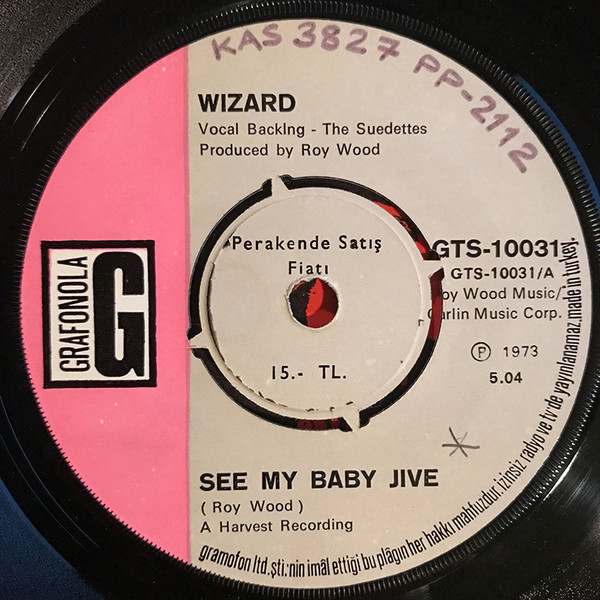 KAS 3827 PP-2112
WIZARD
Vocal Backing - The Suedettes
Produced by Roy Wood
GRAFONOLA
G
Perakende Satış
Fiatı
15.- TL.
GTS-10031
GTS-10031/A
oy Wood Music/-
arlin Music Corp.
Ⓟ 1973
5.04
SEE MY BABY JIVE
( Roy Wood )
A Harvest Recording
gramofon ltd.şti:nin imâl ettiği bu plâğın her hakkı mahfuzdur. izinsiz radyo ve tv'de yayınlanamaz. made in turkey.